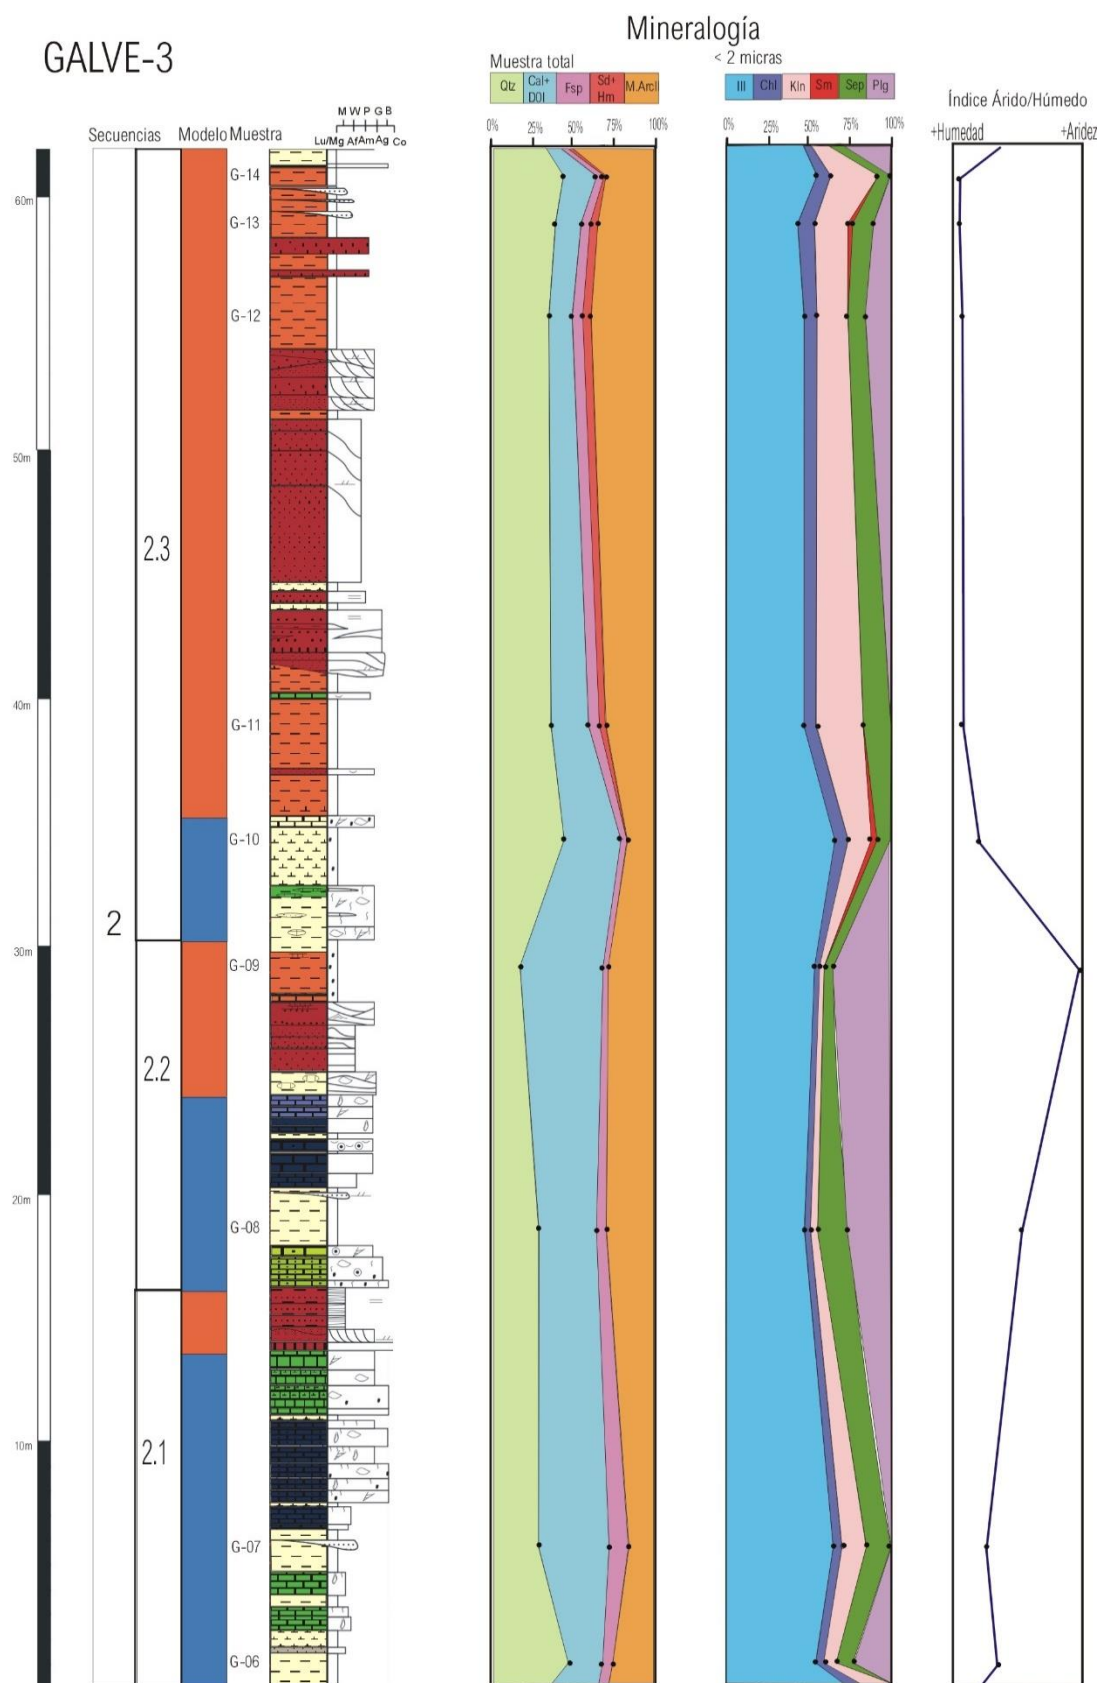 GALVE-3
Mineralogía
Muestra total
< 2 micras
Qtz Cal+ DOl Fsp Sd+ Hm M.Arcill
Ill Chl Kln Sm Sep Plg
Índice Árido/Húmedo
+Humedad +Aridez
M W P G B
Secuencias Modelo Muestra Lu/Mg Af Am Ag Co
0% 25% 50% 75% 100%
0% 25% 50% 75% 100%
G-14
60m
G-13
G-12
50m
2.3
40m
G-11
G-10
2
30m
G-09
2.2
20m
G-08
10m
2.1
G-07
G-06